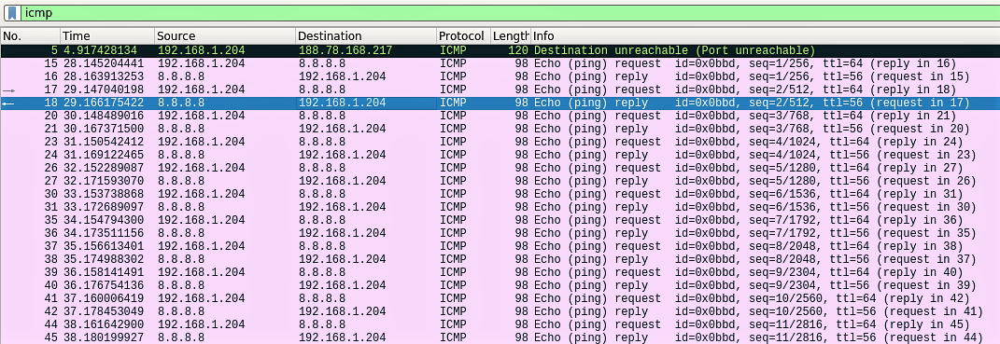 icmp
No. Time Source Destination Protocol Length Info
5 4.917428134 192.168.1.204 188.78.168.217 ICMP 120 Destination unreachable (Port unreachable)
15 28.145204441 192.168.1.204 8.8.8.8 ICMP 98 Echo (ping) request id=0x0bbd, seq=1/256, ttl=64 (reply in 16)
16 28.163913253 8.8.8.8 192.168.1.204 ICMP 98 Echo (ping) reply id=0x0bbd, seq=1/256, ttl=56 (request in 15)
17 29.147040198 192.168.1.204 8.8.8.8 ICMP 98 Echo (ping) request id=0x0bbd, seq=2/512, ttl=64 (reply in 18)
18 29.166175422 8.8.8.8 192.168.1.204 ICMP 98 Echo (ping) reply id=0x0bbd, seq=2/512, ttl=56 (request in 17)
20 30.148489016 192.168.1.204 8.8.8.8 ICMP 98 Echo (ping) request id=0x0bbd, seq=3/768, ttl=64 (reply in 21)
21 30.167371500 8.8.8.8 192.168.1.204 ICMP 98 Echo (ping) reply id=0x0bbd, seq=3/768, ttl=56 (request in 20)
23 31.150542412 192.168.1.204 8.8.8.8 ICMP 98 Echo (ping) request id=0x0bbd, seq=4/1024, ttl=64 (reply in 24)
24 31.169122465 8.8.8.8 192.168.1.204 ICMP 98 Echo (ping) reply id=0x0bbd, seq=4/1024, ttl=56 (request in 23)
26 32.152289087 192.168.1.204 8.8.8.8 ICMP 98 Echo (ping) request id=0x0bbd, seq=5/1280, ttl=64 (reply in 27)
27 32.171593070 8.8.8.8 192.168.1.204 ICMP 98 Echo (ping) reply id=0x0bbd, seq=5/1280, ttl=56 (request in 26)
30 33.153738868 192.168.1.204 8.8.8.8 ICMP 98 Echo (ping) request id=0x0bbd, seq=6/1536, ttl=64 (reply in 31)
31 33.172689097 8.8.8.8 192.168.1.204 ICMP 98 Echo (ping) reply id=0x0bbd, seq=6/1536, ttl=56 (request in 30)
35 34.154794300 192.168.1.204 8.8.8.8 ICMP 98 Echo (ping) request id=0x0bbd, seq=7/1792, ttl=64 (reply in 36)
36 34.173511156 8.8.8.8 192.168.1.204 ICMP 98 Echo (ping) reply id=0x0bbd, seq=7/1792, ttl=56 (request in 35)
37 35.156613401 192.168.1.204 8.8.8.8 ICMP 98 Echo (ping) request id=0x0bbd, seq=8/2048, ttl=64 (reply in 38)
38 35.174988302 8.8.8.8 192.168.1.204 ICMP 98 Echo (ping) reply id=0x0bbd, seq=8/2048, ttl=56 (request in 37)
39 36.158141491 192.168.1.204 8.8.8.8 ICMP 98 Echo (ping) request id=0x0bbd, seq=9/2304, ttl=64 (reply in 40)
40 36.176754136 8.8.8.8 192.168.1.204 ICMP 98 Echo (ping) reply id=0x0bbd, seq=9/2304, ttl=56 (request in 39)
41 37.160006419 192.168.1.204 8.8.8.8 ICMP 98 Echo (ping) request id=0x0bbd, seq=10/2560, ttl=64 (reply in 42)
42 37.178453049 8.8.8.8 192.168.1.204 ICMP 98 Echo (ping) reply id=0x0bbd, seq=10/2560, ttl=56 (request in 41)
44 38.161642900 192.168.1.204 8.8.8.8 ICMP 98 Echo (ping) request id=0x0bbd, seq=11/2816, ttl=64 (reply in 45)
45 38.180199927 8.8.8.8 192.168.1.204 ICMP 98 Echo (ping) reply id=0x0bbd, seq=11/2816, ttl=56 (request in 44)